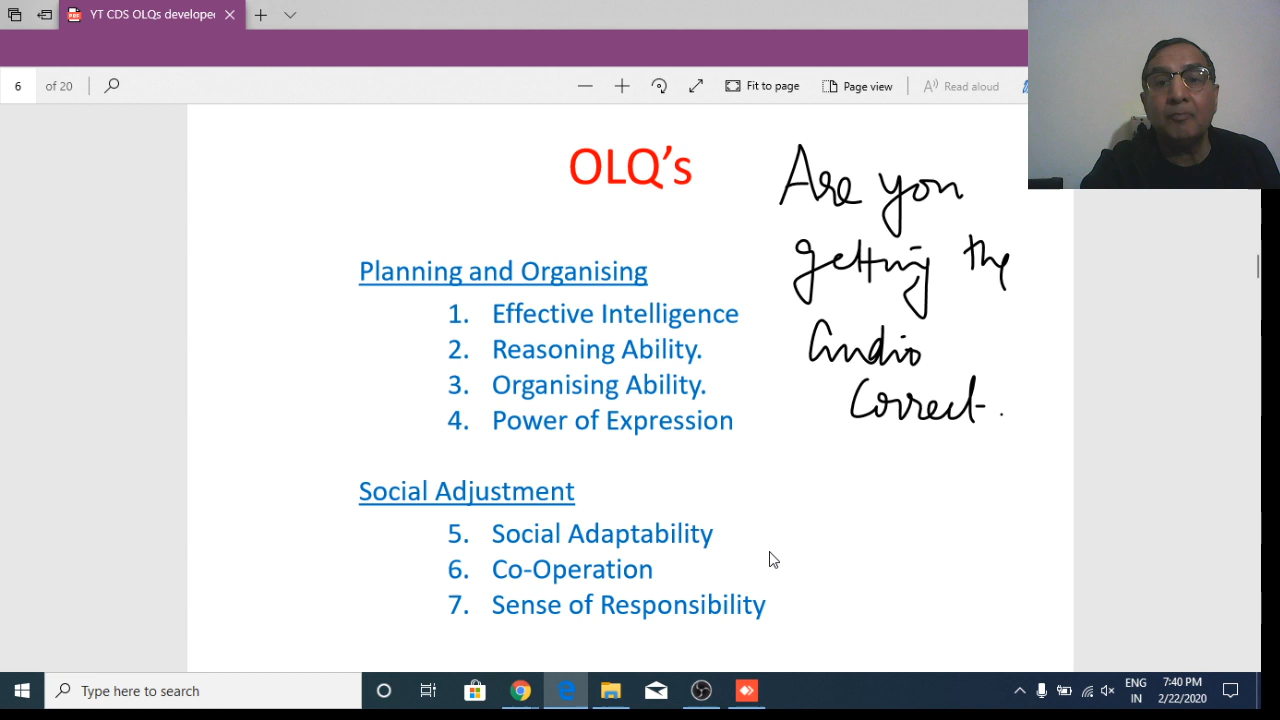 YT CDS OLQs develope
6 of 20
Fit to page
Page view
Read aloud
OLQ's
Are you
getting the
audio
correct.
Planning and Organising
1. Effective Intelligence
2. Reasoning Ability.
3. Organising Ability.
4. Power of Expression
Social Adjustment
5. Social Adaptability
6. Co-Operation
7. Sense of Responsibility
Type here to search
ENG
IN
7:40 PM
2/22/2020